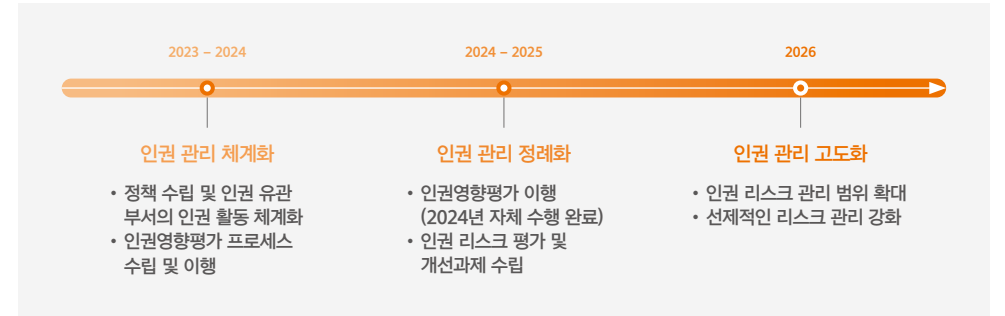 2023 – 2024
2024 – 2025
2026
인권 관리 체계화
• 정책 수립 및 인권 유관
부서의 인권 활동 체계화
• 인권영향평가 프로세스
수립 및 이행
인권 관리 정례화
• 인권영향평가 이행
(2024년 자체 수행 완료)
• 인권 리스크 평가 및
개선과제 수립
인권 관리 고도화
• 인권 리스크 관리 범위 확대
• 선제적인 리스크 관리 강화